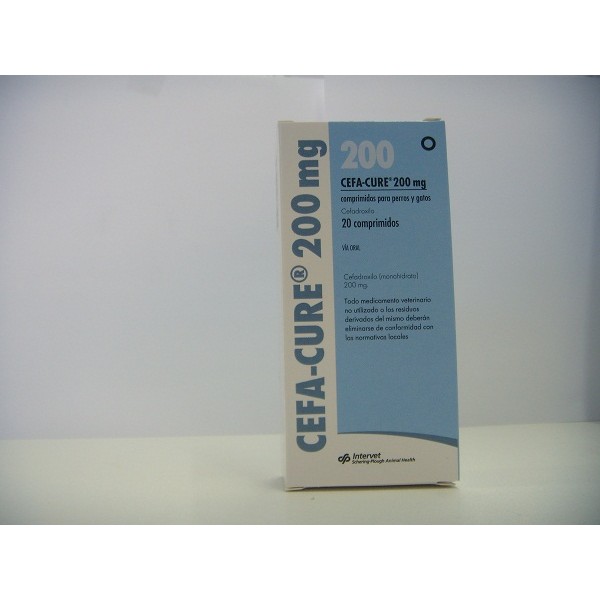 CEFA-CURE® 200 mg
200
CEFA-CURE® 200 mg
comprimidos para perros y gatos
Cefadroxilo
20 comprimidos
VÍA ORAL
Cefadroxilo (monohidrato)
200 mg.
Todo medicamento veterinario
no utilizado o los residuos
derivados del mismo deberán
eliminarse de conformidad con
las normativas locales
Intervet
Schering-Plough Animal Health